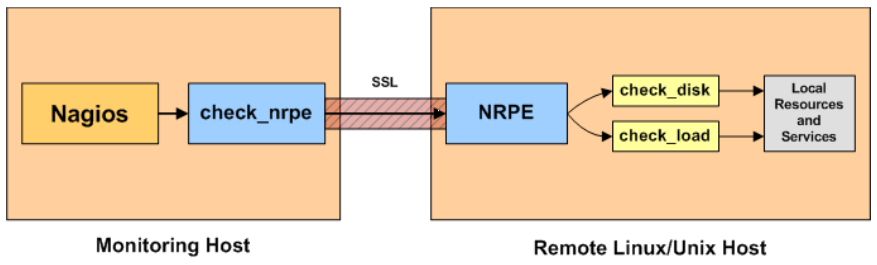 Nagios
check_nrpe
SSL
NRPE
check_disk
check_load
Local
Resources
and
Services
Monitoring Host
Remote Linux/Unix Host